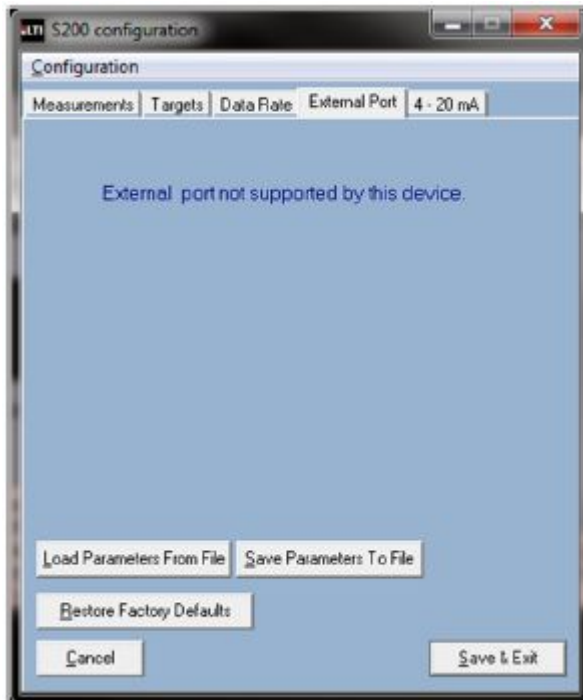 LTI S200 configuration
Configuration
Measurements Targets Data Rate External Port 4 - 20 mA
External port not supported by this device.
Load Parameters From File Save Parameters To File
Restore Factory Defaults
Cancel Save & Exit